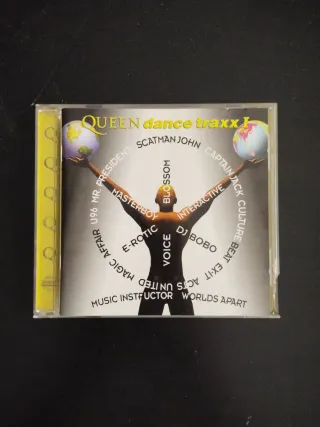 QUEEN dance traxx I
SCATMAN JOHN
CAPTAIN JACK
CULTURE BEAT
EXIT
ACTS UNITED
MAGIC AFFAIR
U96
MR. PRESIDENT
MASTERBOY
BLOSSOM
INTERACTIVE
E-ROTIC
VOICE
DJ BOBO
MUSIC INSTRUCTOR
WORLDS APART